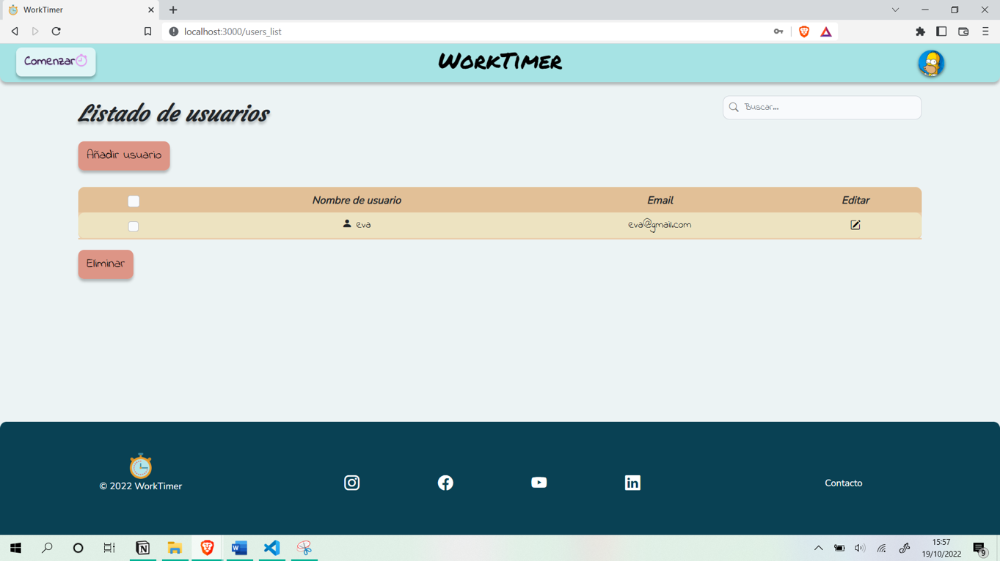 WorkTimer
localhost:3000/users_list
Comenzar
WorkTimer
Listado de usuarios
Buscar...
Añadir usuario
Nombre de usuario Email Editar
eva eva@gmail.com
Eliminar
© 2022 WorkTimer
Contacto
15:57
19/10/2022
9